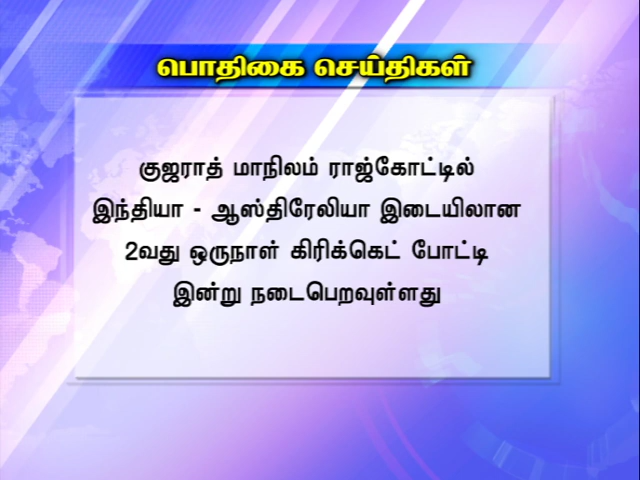 பொதிகை செய்திகள்
குஜராத் மாநிலம் ராஜ்கோட்டில்
இந்தியா - ஆஸ்திரேலியா இடையிலான
2வது ஒருநாள் கிரிக்கெட் போட்டி
இன்று நடைபெறவுள்ளது